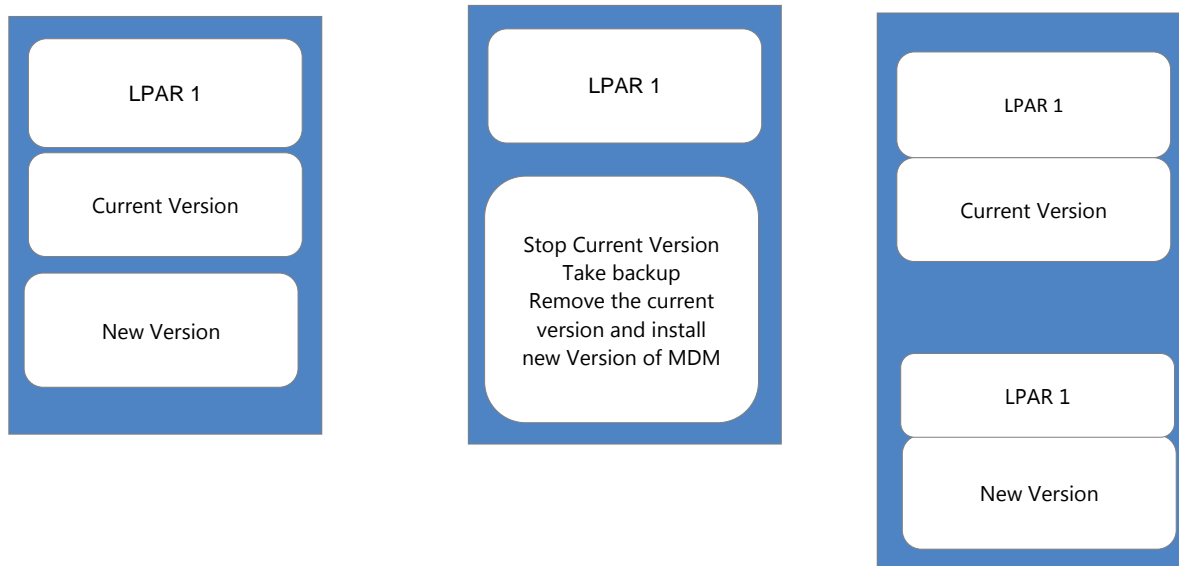 LPAR 1
Current Version
New Version
LPAR 1
Stop Current Version
Take backup
Remove the current
version and install
new Version of MDM
LPAR 1
Current Version
LPAR 1
New Version